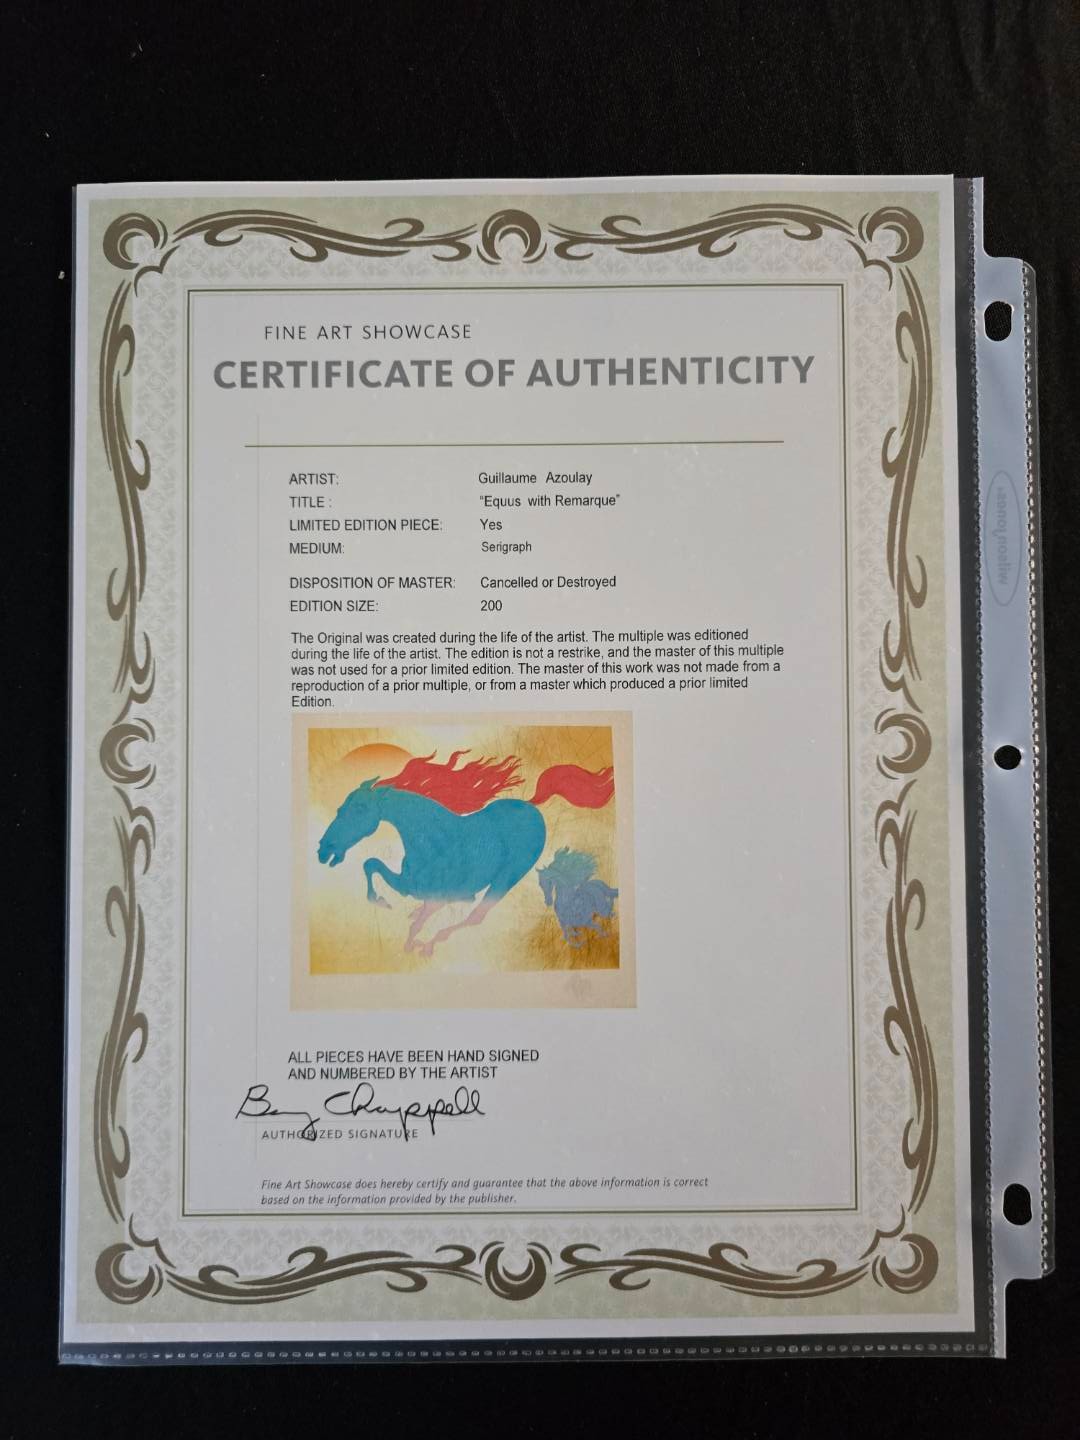 FINE ART SHOWCASE
CERTIFICATE OF AUTHENTICITY
ARTIST: Guillaume Azoulay
TITLE : "Equus with Remarque"
LIMITED EDITION PIECE: Yes
MEDIUM: Serigraph
DISPOSITION OF MASTER: Cancelled or Destroyed
EDITION SIZE: 200
The Original was created during the life of the artist. The multiple was editioned
during the life of the artist. The edition is not a restrike, and the master of this multiple
was not used for a prior limited edition. The master of this work was not made from a
reproduction of a prior multiple, or from a master which produced a prior limited
Edition.
ALL PIECES HAVE BEEN HAND SIGNED
AND NUMBERED BY THE ARTIST
Chappell
AUTHORIZED SIGNATURE
Fine Art Showcase does hereby certify and guarantee that the above information is correct
based on the information provided by the publisher.